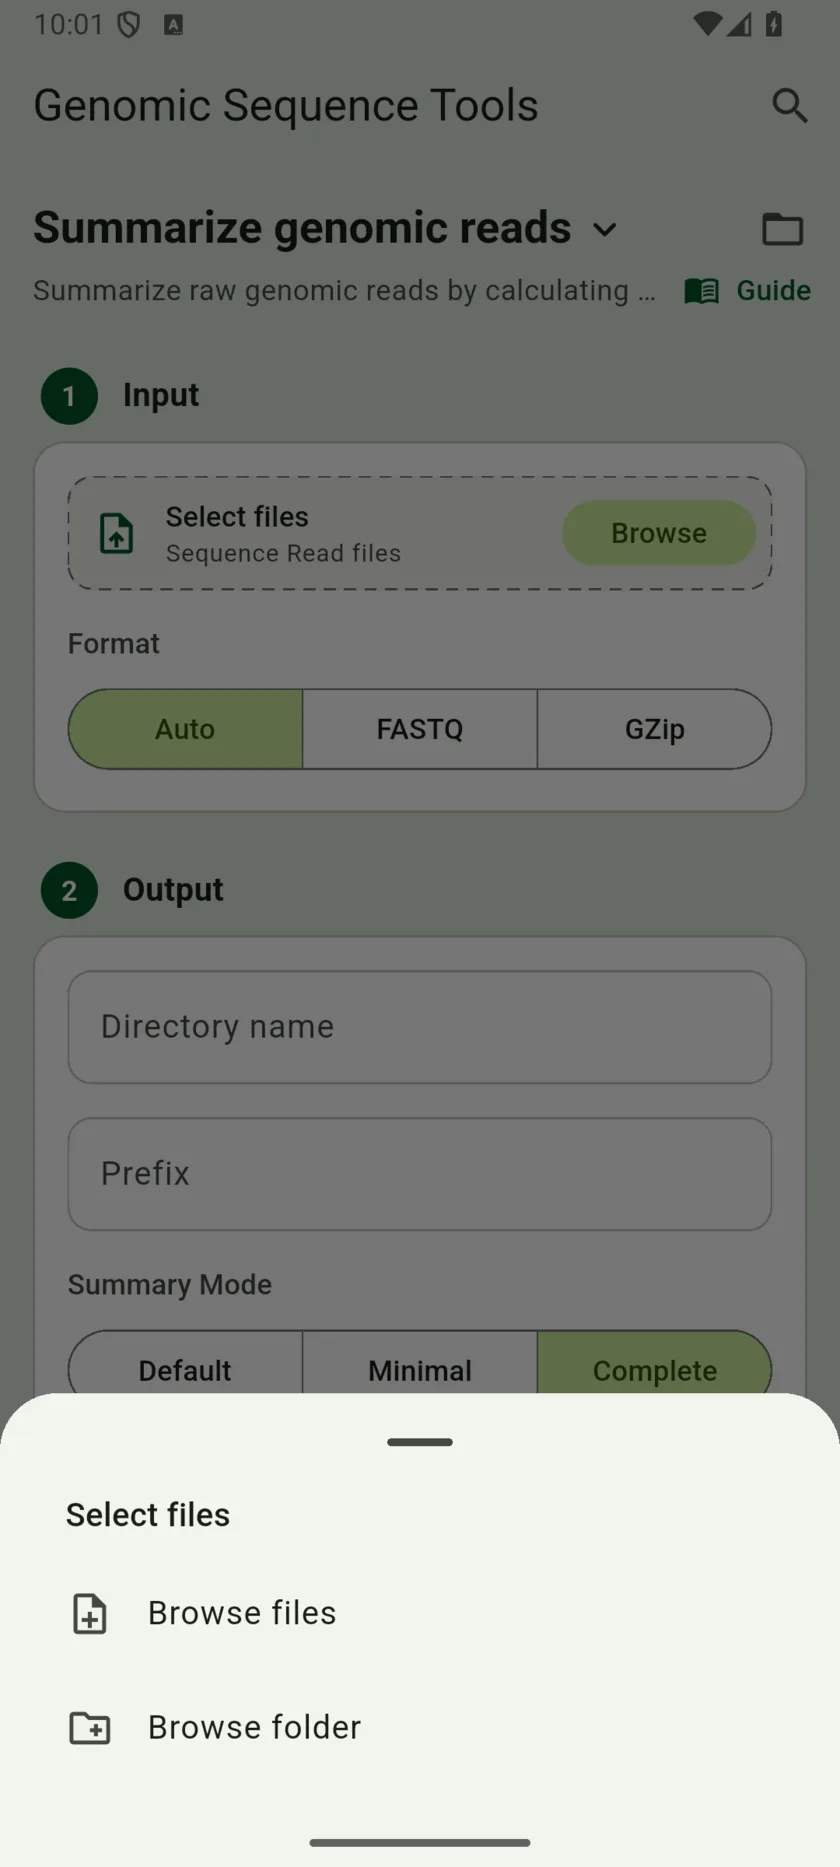 10:01
Genomic Sequence Tools
Summarize genomic reads
Summarize raw genomic reads by calculating ...
Guide
1 Input
Select files
Sequence Read files
Browse
Format
Auto FASTQ GZip
2 Output
Directory name
Prefix
Summary Mode
Default Minimal Complete
Select files
Browse files
Browse folder